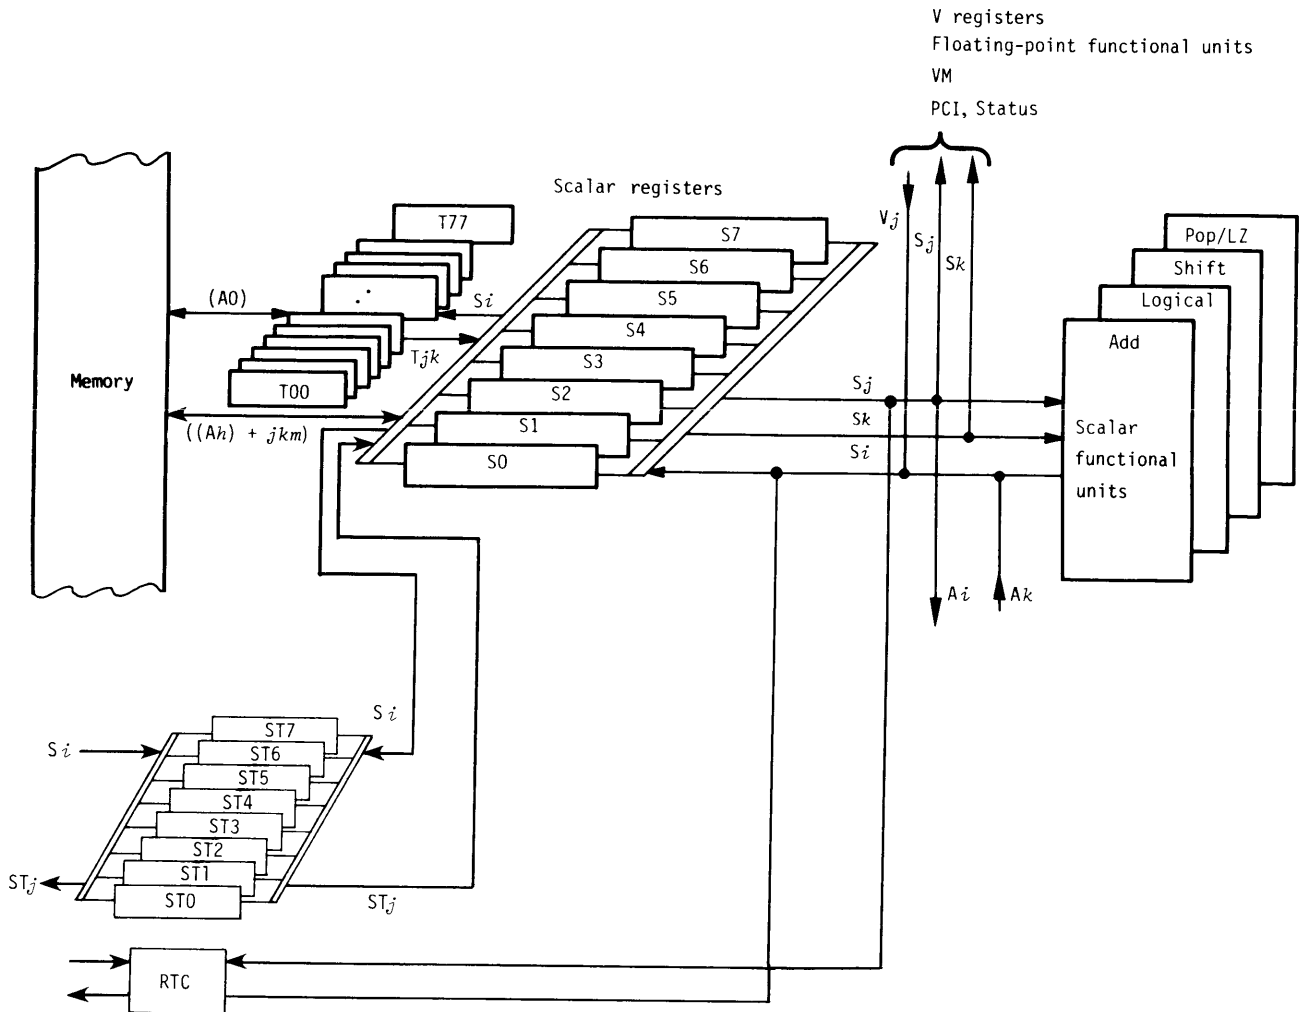 V registers
Floating-point functional units
VM
PCI, Status
Scalar registers
T77
S7
Vj
Sj
Sk
Pop/LZ
S6
Shift
(A0)
Si
S5
Logical
S4
Add
Tjk
S3
Memory
T00
S2
Sj
((Ah) + jkm)
S1
Sk
Scalar
functional
units
S0
Si
Ai
Ak
Si
ST7
Si
ST6
ST5
ST4
ST3
ST2
ST1
STj
ST0
STj
RTC